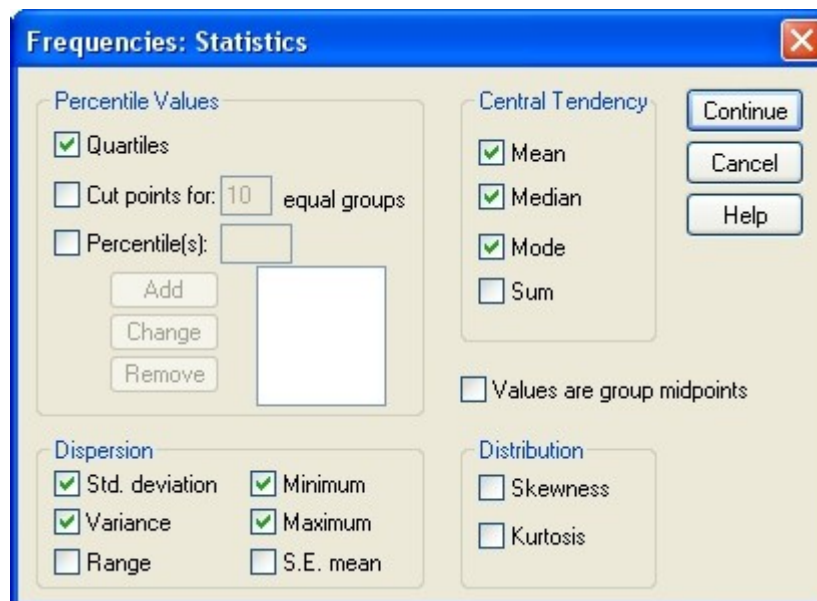 Frequencies: Statistics
Percentile Values
Quartiles
Cut points for: 10 equal groups
Percentile(s):
Add
Change
Remove
Central Tendency
Mean
Median
Mode
Sum
Continue
Cancel
Help
Values are group midpoints
Dispersion
Std. deviation
Minimum
Variance
Maximum
Range
S.E. mean
Distribution
Skewness
Kurtosis